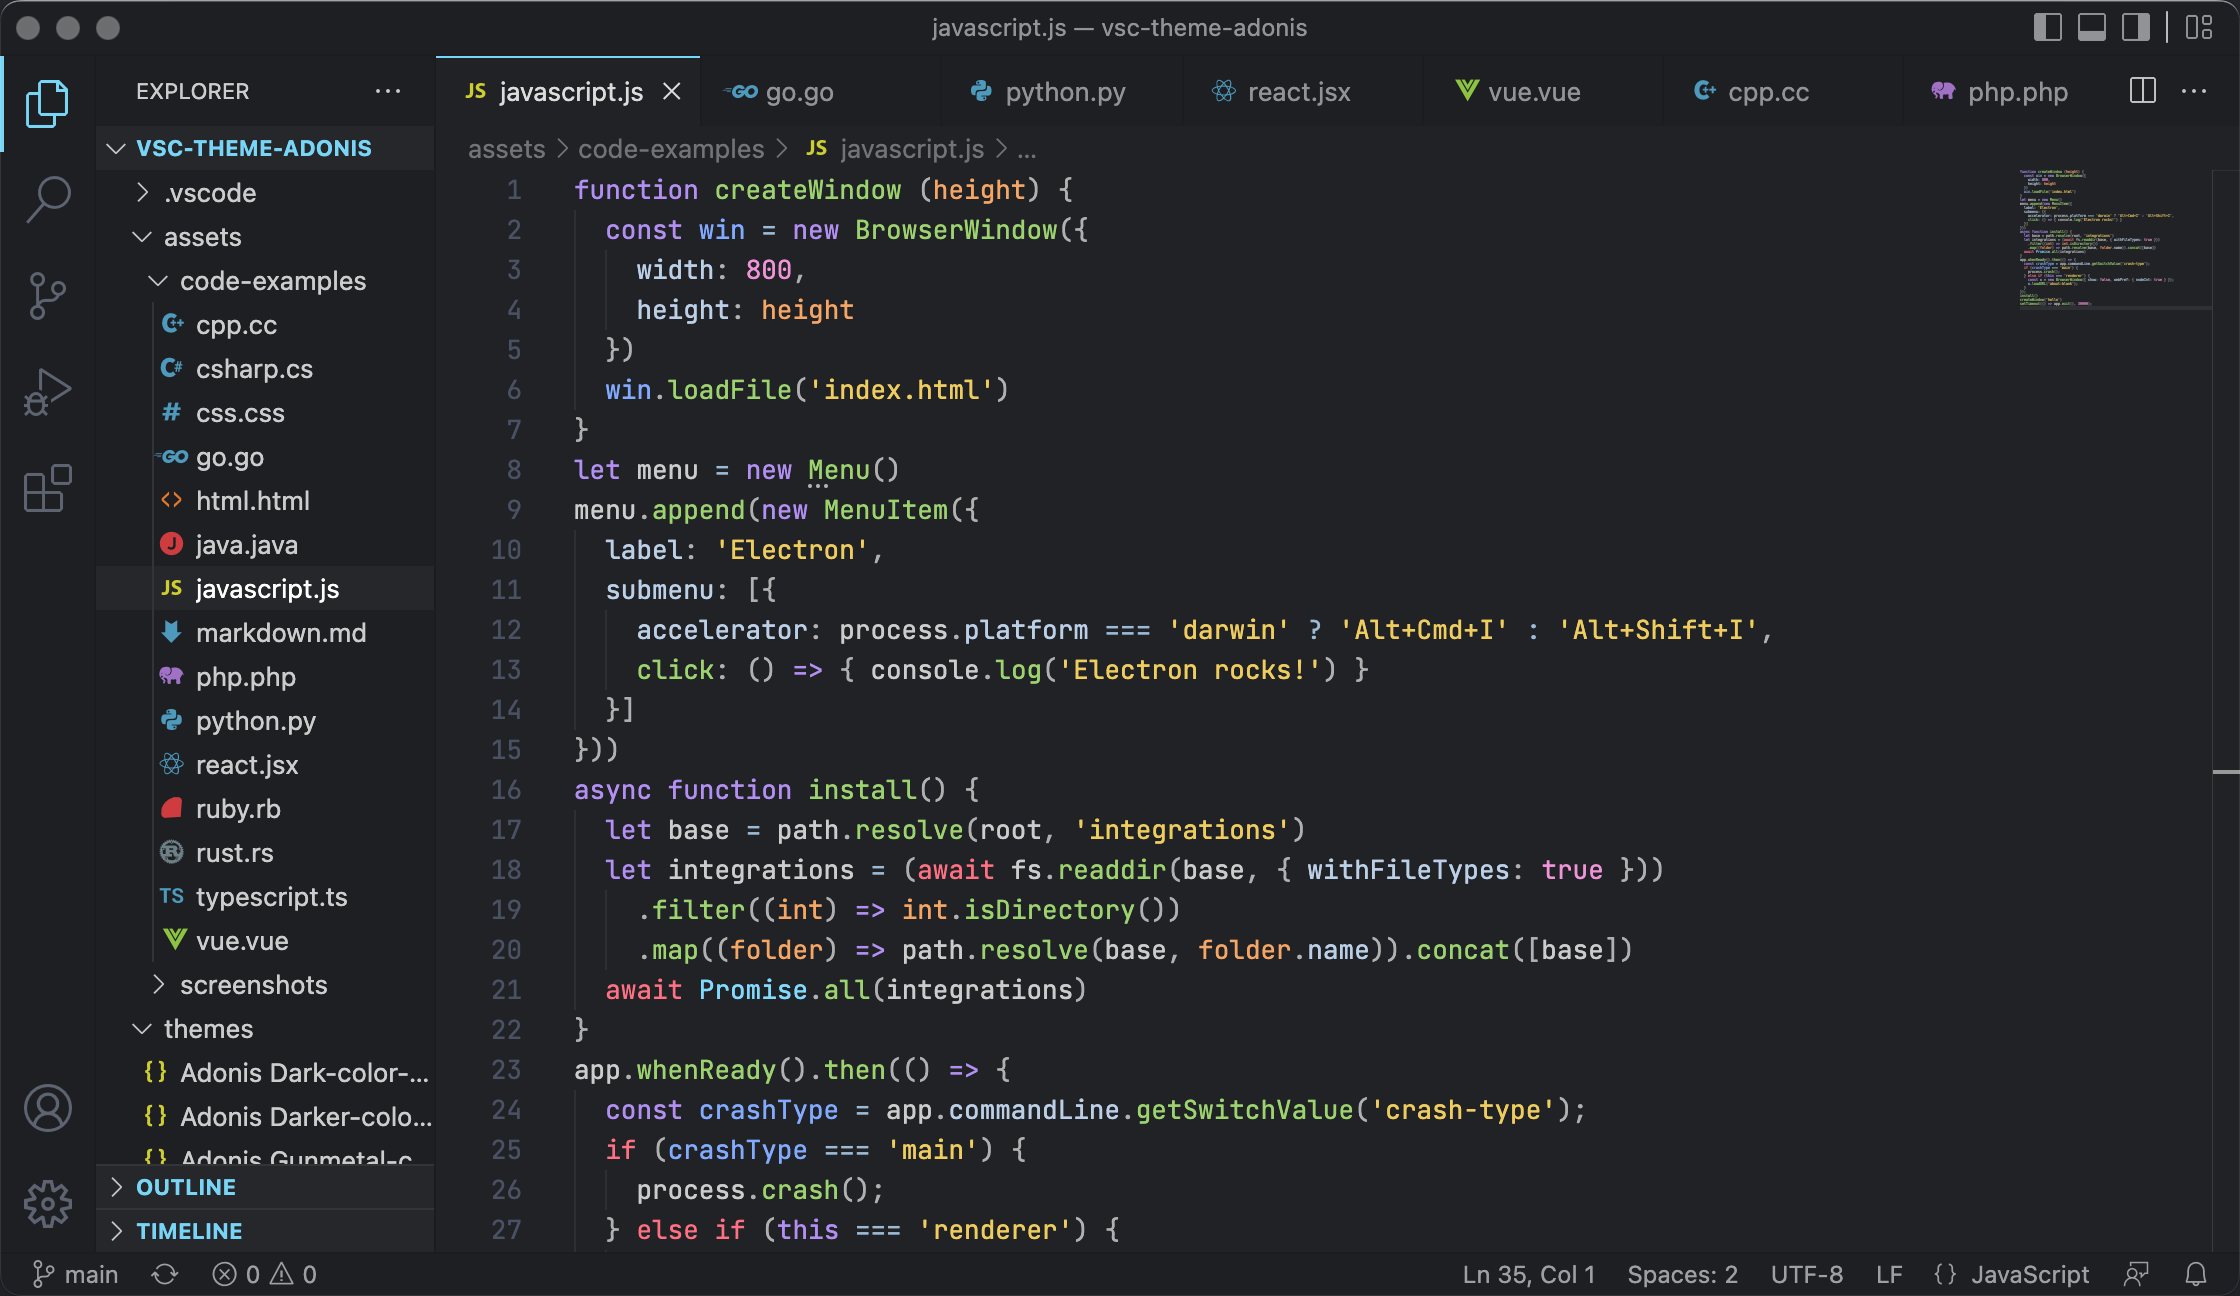 javascript.js — vsc-theme-adonis
EXPLORER
VSC-THEME-ADONIS
.vscode
assets
code-examples
cpp.cc
csharp.cs
css.css
go.go
html.html
java.java
JS javascript.js
markdown.md
php.php
python.py
react.jsx
ruby.rb
rust.rs
TS typescript.ts
vue.vue
screenshots
themes
{} Adonis Dark-color-...
{} Adonis Darker-colo...
{} Adonis Gunmetal-c
OUTLINE
TIMELINE
JS javascript.js
go.go
python.py
react.jsx
vue.vue
cpp.cc
php.php
assets > code-examples > JS javascript.js > ...
1 function createWindow (height) {
2 const win = new BrowserWindow({
3 width: 800,
4 height: height
5 })
6 win.loadFile('index.html')
7 }
8 let menu = new Menu()
9 menu.append(new MenuItem({
10 label: 'Electron',
11 submenu: [{
12 accelerator: process.platform === 'darwin' ? 'Alt+Cmd+I' : 'Alt+Shift+I',
13 click: () => { console.log('Electron rocks!') }
14 }]
15 }))
16 async function install() {
17 let base = path.resolve(root, 'integrations')
18 let integrations = (await fs.readdir(base, { withFileTypes: true }))
19 .filter((int) => int.isDirectory())
20 .map((folder) => path.resolve(base, folder.name)).concat([base])
21 await Promise.all(integrations)
22 }
23 app.whenReady().then(() => {
24 const crashType = app.commandLine.getSwitchValue('crash-type');
25 if (crashType === 'main') {
26 process.crash();
27 } else if (this === 'renderer') {
main 0 0
Ln 35, Col 1 Spaces: 2 UTF-8 LF {} JavaScript